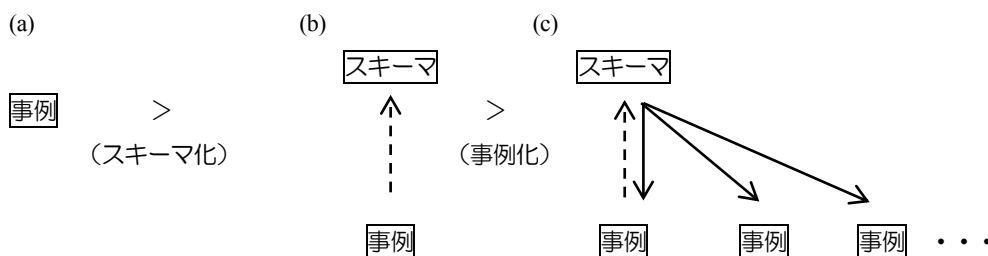 (a) (b) (c)
スキーマ スキーマ
事例 > >
（スキーマ化） （事例化）
事例 事例 事例 事例 ・・・